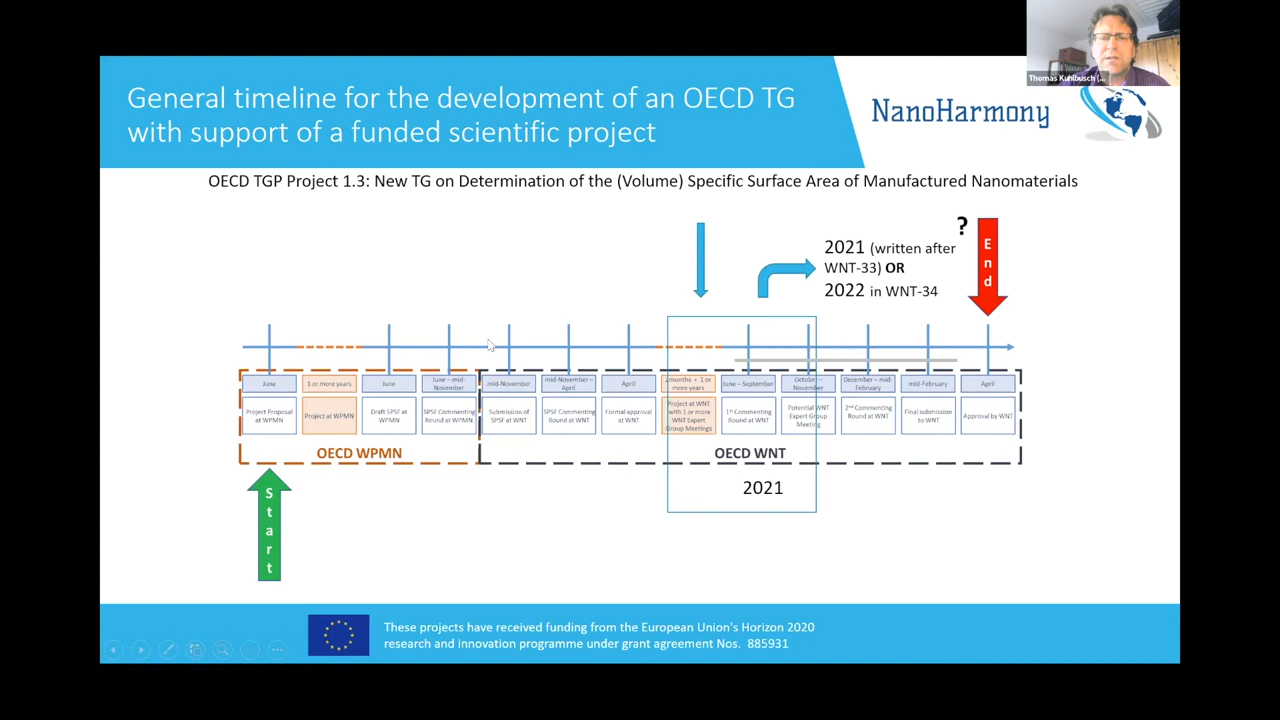 Thomas Kuhlbusch (...
General timeline for the development of an OECD TG
with support of a funded scientific project
NanoHarmony
OECD TGP Project 1.3: New TG on Determination of the (Volume) Specific Surface Area of Manufactured Nanomaterials
?
2021 (written after
WNT-33) OR
2022 in WNT-34
End
June
1 or more years
June
June – mid-
November
mid-November
mid-November –
April
April
2months + 1 or
more years
June – September
October –
November
December – mid-
February
mid-February
April
Project Proposal
at WPMN
Project at WPMN
Draft SPSF at
WPMN
SPSF Commenting
Round at WPMN
Submission of
SPSF at WNT
SPSF Commenting
Round at WNT
Formal approval
at WNT
Project at WNT
with 1 or more
WNT Expert
Group Meetings
1st Commenting
Round at WNT
Potential WNT
Expert Group
Meeting
2nd Commenting
Round at WNT
Final submission
to WNT
Approval by WNT
OECD WPMN
OECD WNT
2021
Start
These projects have received funding from the European Union's Horizon 2020
research and innovation programme under grant agreement Nos. 885931